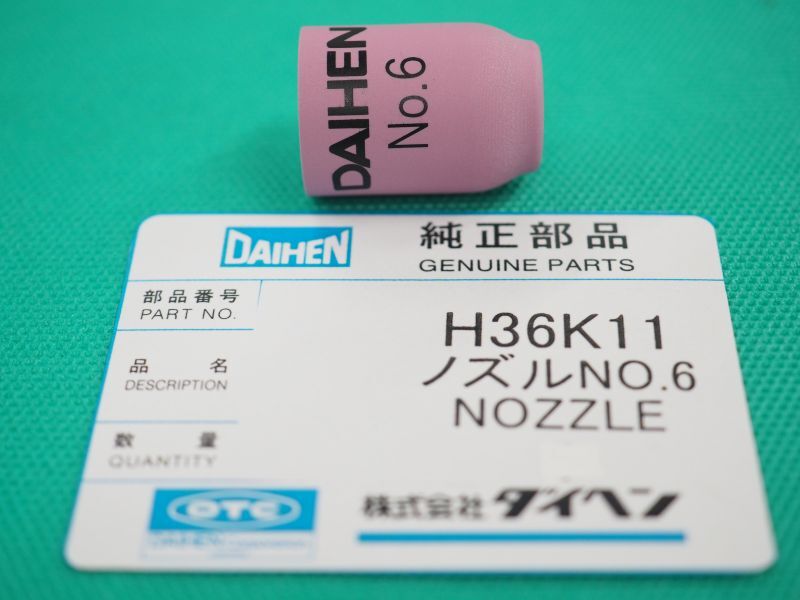 DAIHEN
No.6
DAIHEN
純正部品
GENUINE PARTS
部品番号
PART NO.
H36K11
品名
DESCRIPTION
ノズルNO.6
NOZZLE
数量
QUANTITY
OTC
DAIHEN Corporation
株式会社ダイヘン